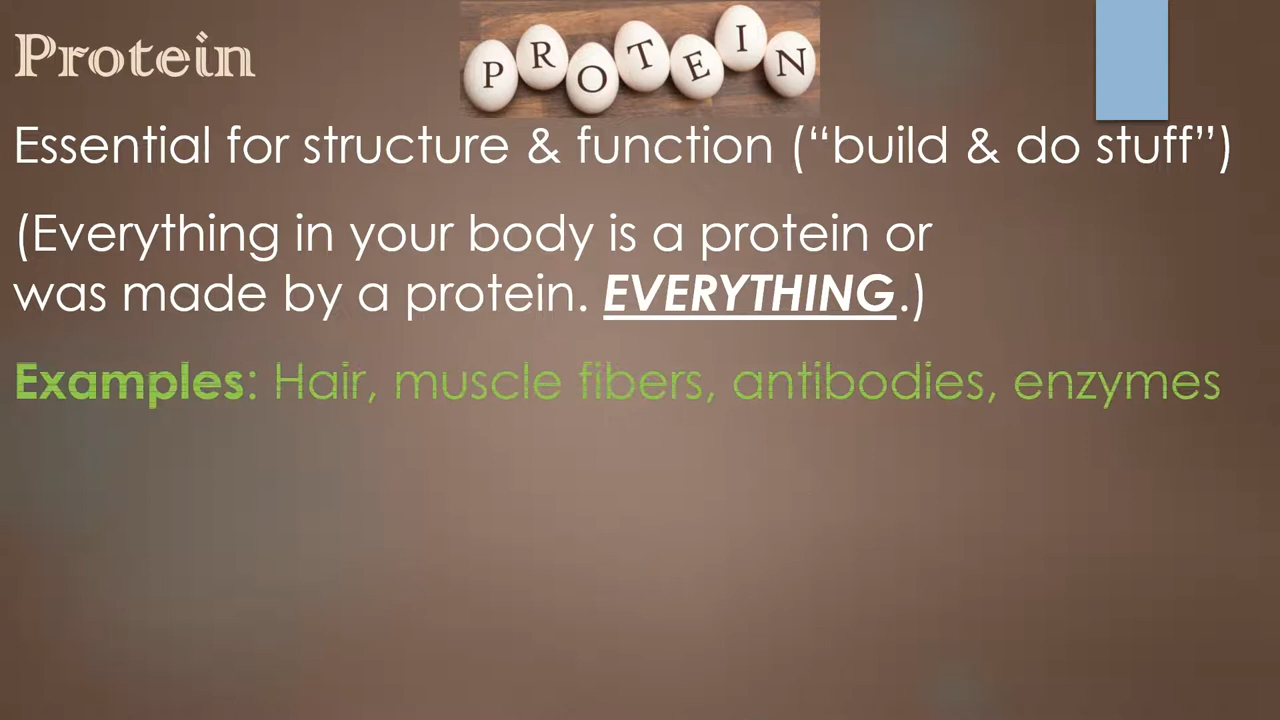 Protein
PROTEIN
Essential for structure & function (“build & do stuff”)
(Everything in your body is a protein or
was made by a protein. EVERYTHING.)
Examples: Hair, muscle fibers, antibodies, enzymes